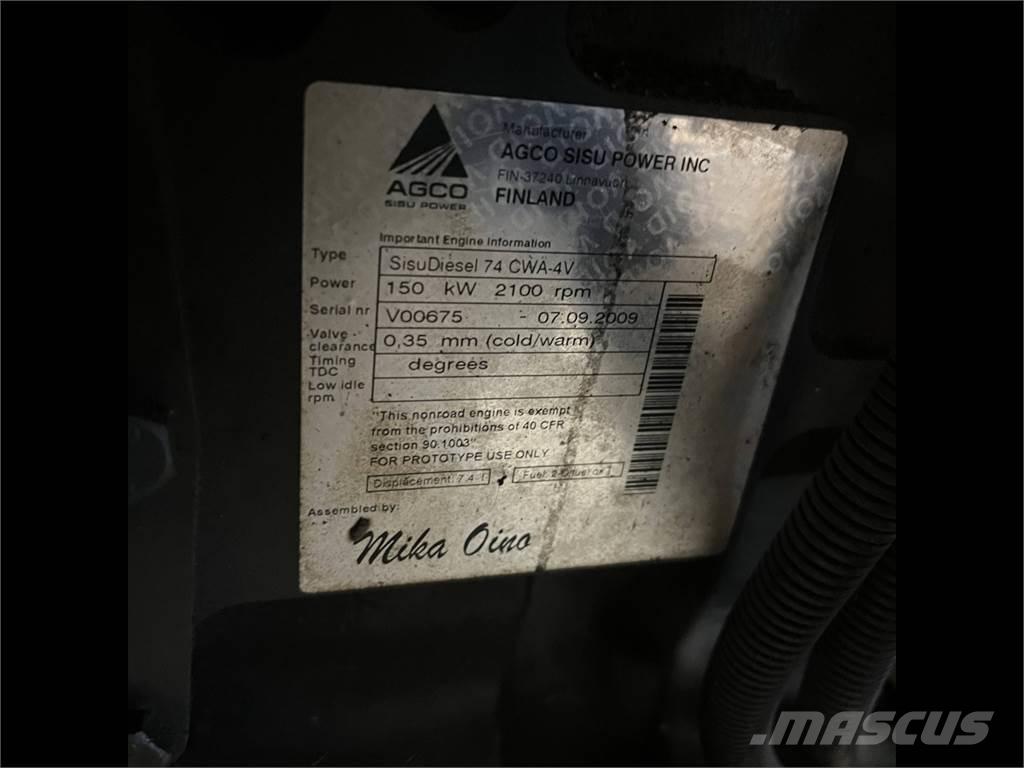 AGCO
SISU POWER
Manufacturer
AGCO SISU POWER INC
FIN-37240 Linnavuori
FINLAND
Important Engine Information
Type SisuDiesel 74 CWA-4V
Power 150 kW 2100 rpm
Serial nr V00675 - 07.09.2009
Valve clearance 0,35 mm (cold/warm)
Timing TDC degrees
Low idle rpm
"This nonroad engine is exempt
from the prohibitions of 40 CFR
section 90.1003"
FOR PROTOTYPE USE ONLY
Displacement: 7.4 l Fuel: 2-D
Assembled by:
Mika Oino
MASCUS